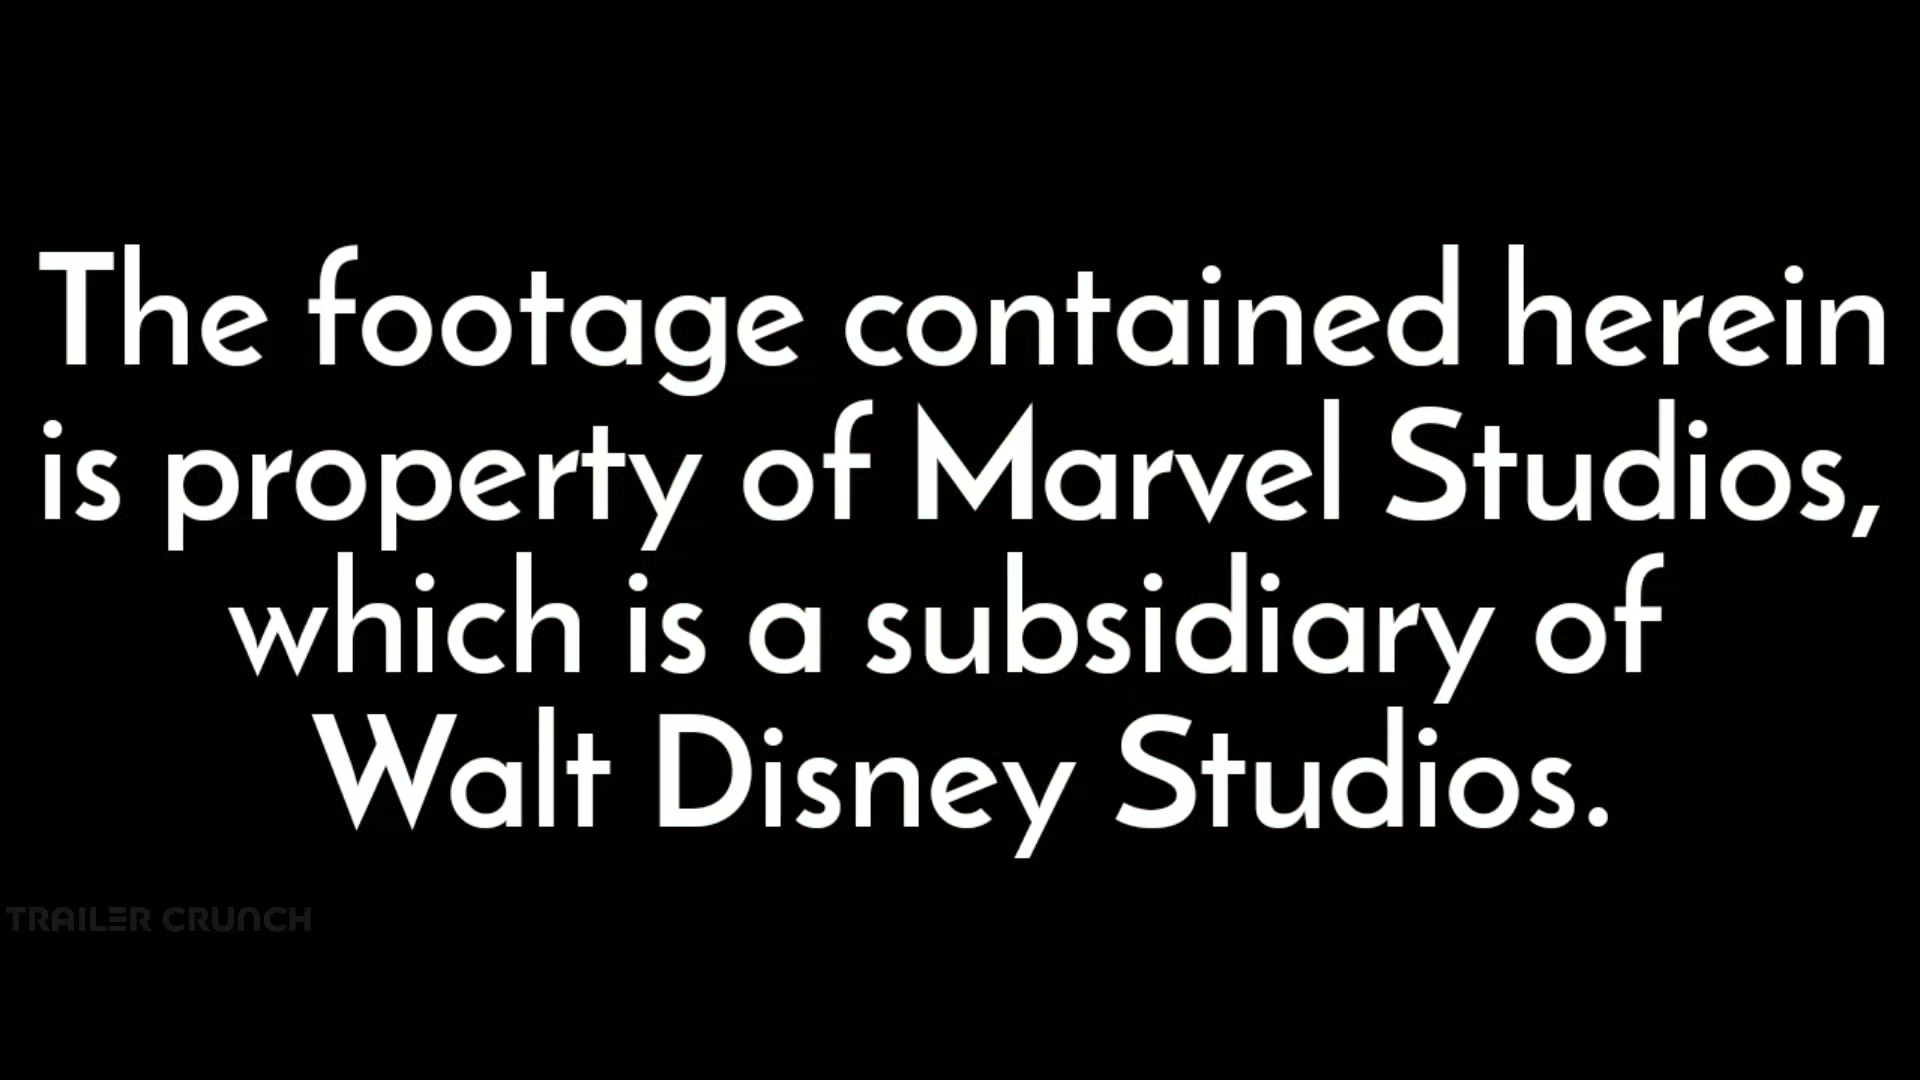 The footage contained herein
is property of Marvel Studios,
which is a subsidiary of
Walt Disney Studios.
TRAILER CRUNCH